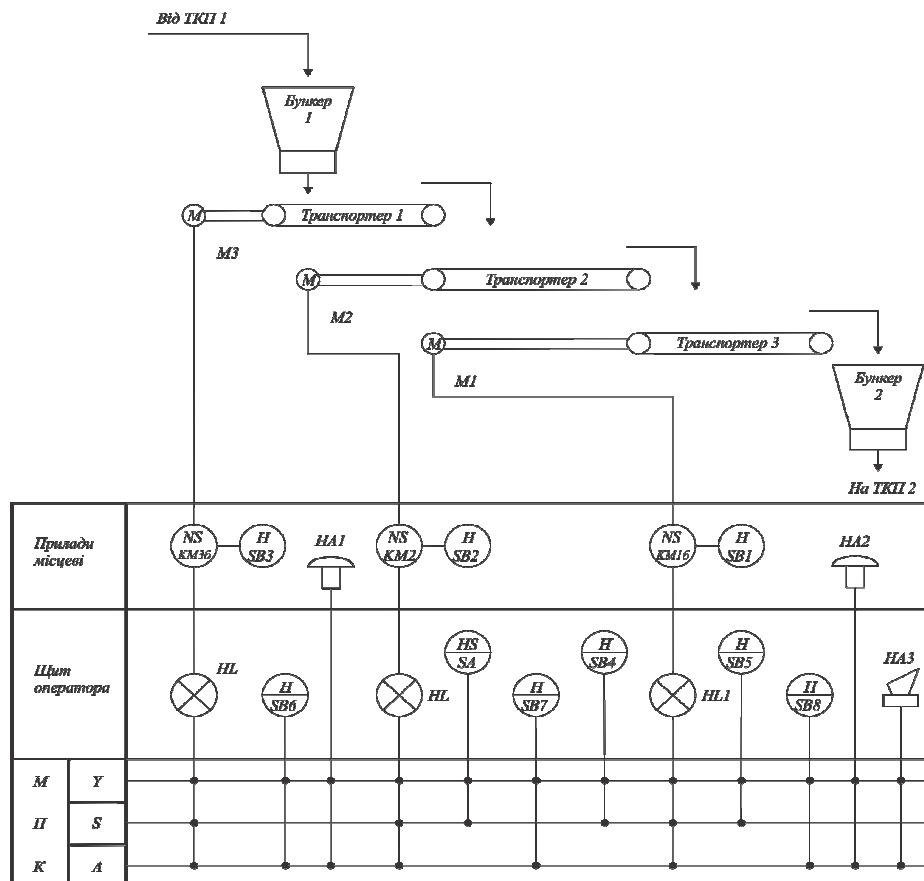 Від ТКП 1
Бункер
1
М
Транспортер 1
М3
М
Транспортер 2
М2
М
Транспортер 3
М1
Бункер
2
На ТКП 2
Прилади
місцеві
NS
КМ3б
H
SB3
НА1
NS
КМ2
H
SB2
NS
КМ1б
H
SB1
НА2
Щит
оператора
HL
H
SB6
HL
HS
SA
H
SB7
H
SB4
HL1
H
SB5
H
SB8
НА3
М
Y
П
S
К
A